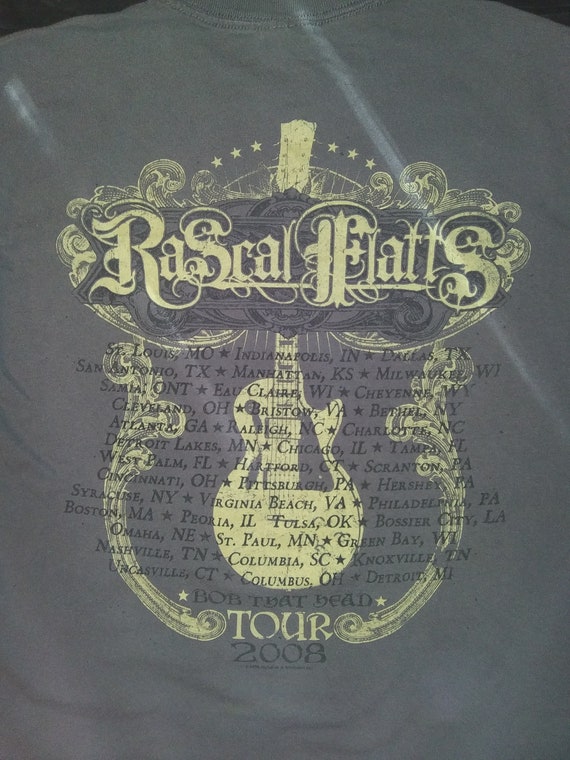 Rascal Flatts
St. Louis, MO ★ Indianapolis, IN ★ Dallas, TX
San Antonio, TX ★ Manhattan, KS ★ Milwaukee, WI
Sarnia, ONT ★ Eau Claire, WI ★ Cheyenne, WY
Cleveland, OH ★ Bristow, VA ★ Bethel, NY
Atlanta, GA ★ Raleigh, NC ★ Charlotte, NC
Detroit Lakes, MN ★ Chicago, IL ★ Tampa, FL
West Palm, FL ★ Hartford, CT ★ Scranton, PA
Cincinnati, OH ★ Pittsburgh, PA ★ Hershey, PA
Syracuse, NY ★ Virginia Beach, VA ★ Philadelphia, PA
Boston, MA ★ Peoria, IL Tulsa, OK ★ Bossier City, LA
Omaha, NE ★ St. Paul, MN ★ Green Bay, WI
Nashville, TN ★ Columbia, SC ★ Knoxville, TN
Uncasville, CT ★ Columbus, OH ★ Detroit, MI
★ Bob That Head ★
TOUR
2008